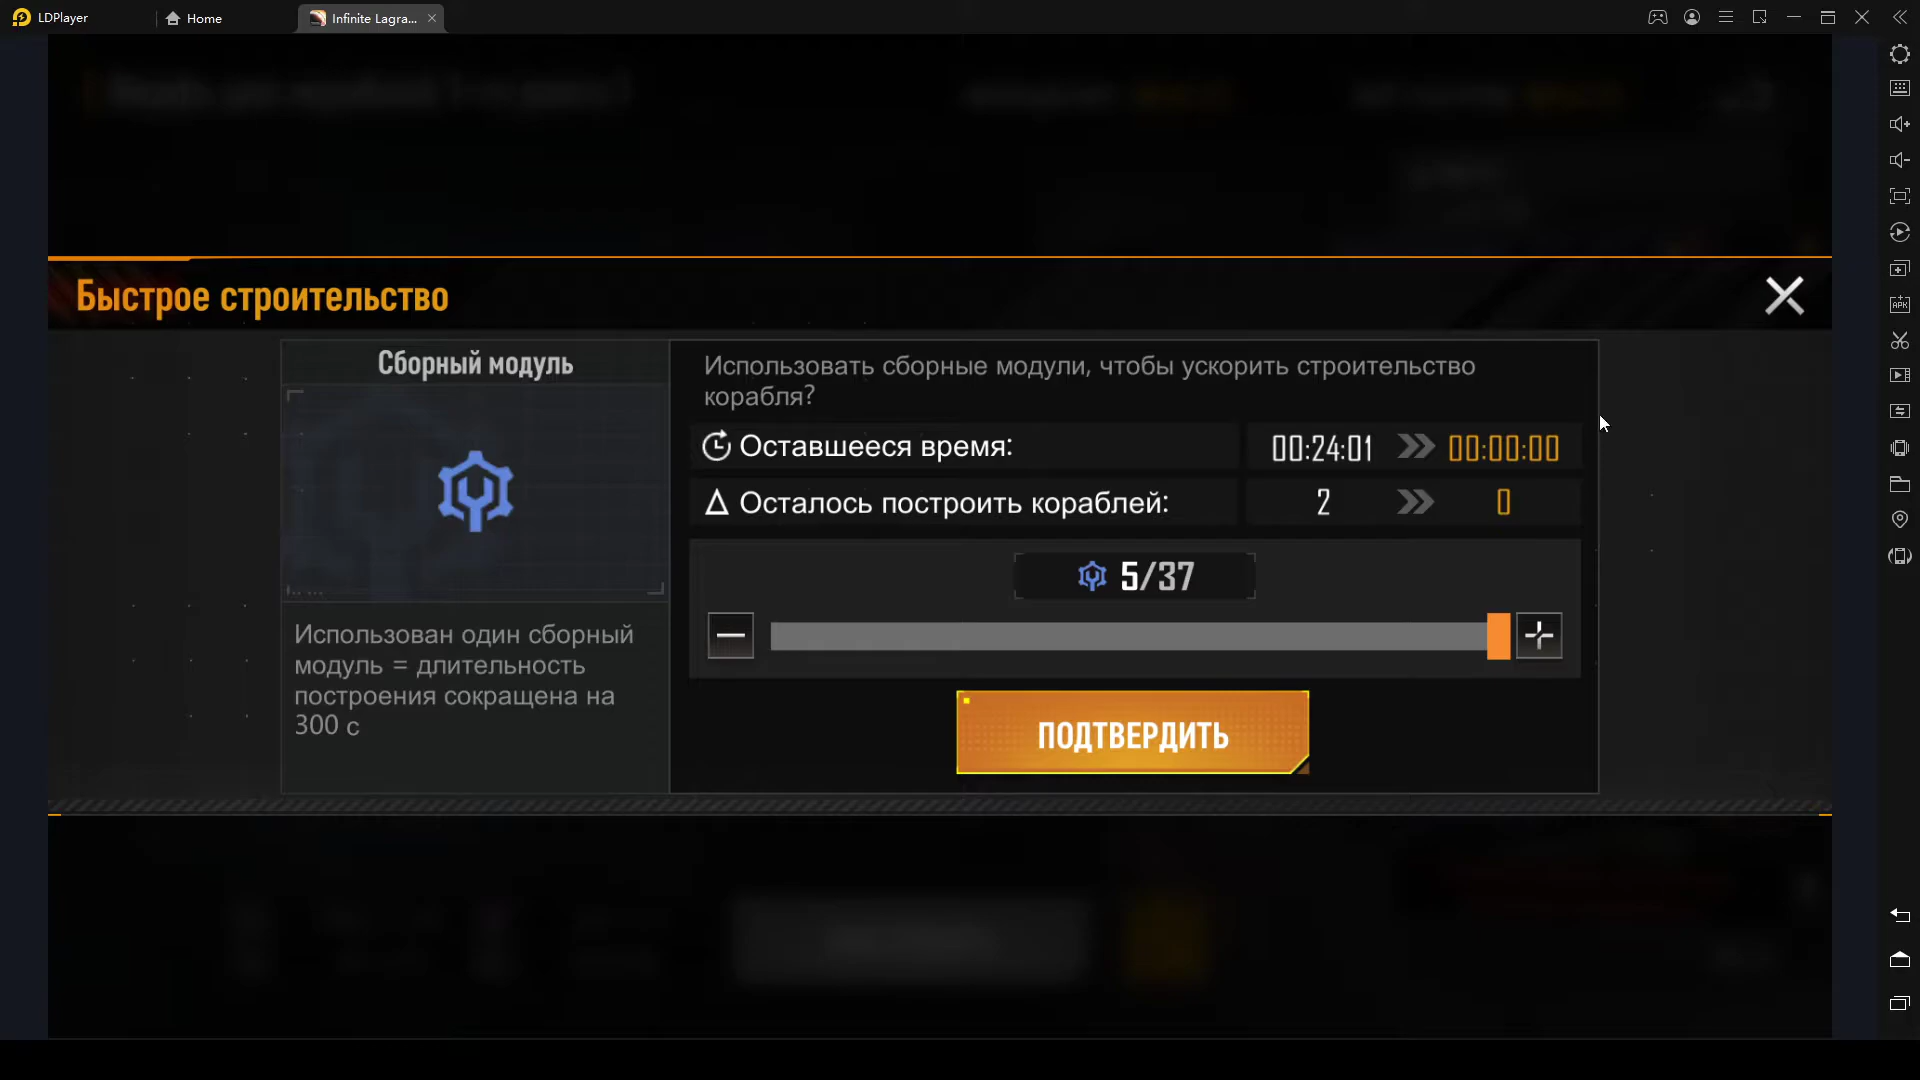 LDPlayer
Home
Infinite Lagra...
Быстрое строительство
Сборный модуль
Использовать сборные модули, чтобы ускорить строительство
корабля?
Оставшееся время:
00:24:01
00:00:00
Осталось построить кораблей:
2
0
5/37
Использован один сборный
модуль = длительность
построения сокращена на
300 с
ПОДТВЕРДИТЬ
APK